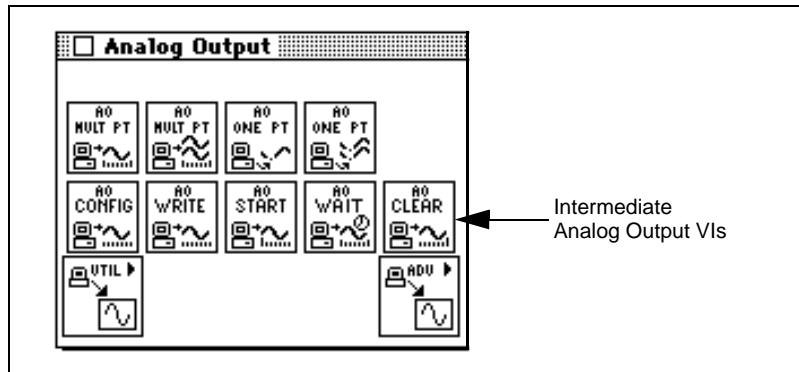 Analog Output
AO MULT PT
AO MULT PT
AO ONE PT
AO ONE PT
AO CONFIG
AO WRITE
AO START
AO WAIT
AO CLEAR
Intermediate
Analog Output VIs
UTIL
ADV